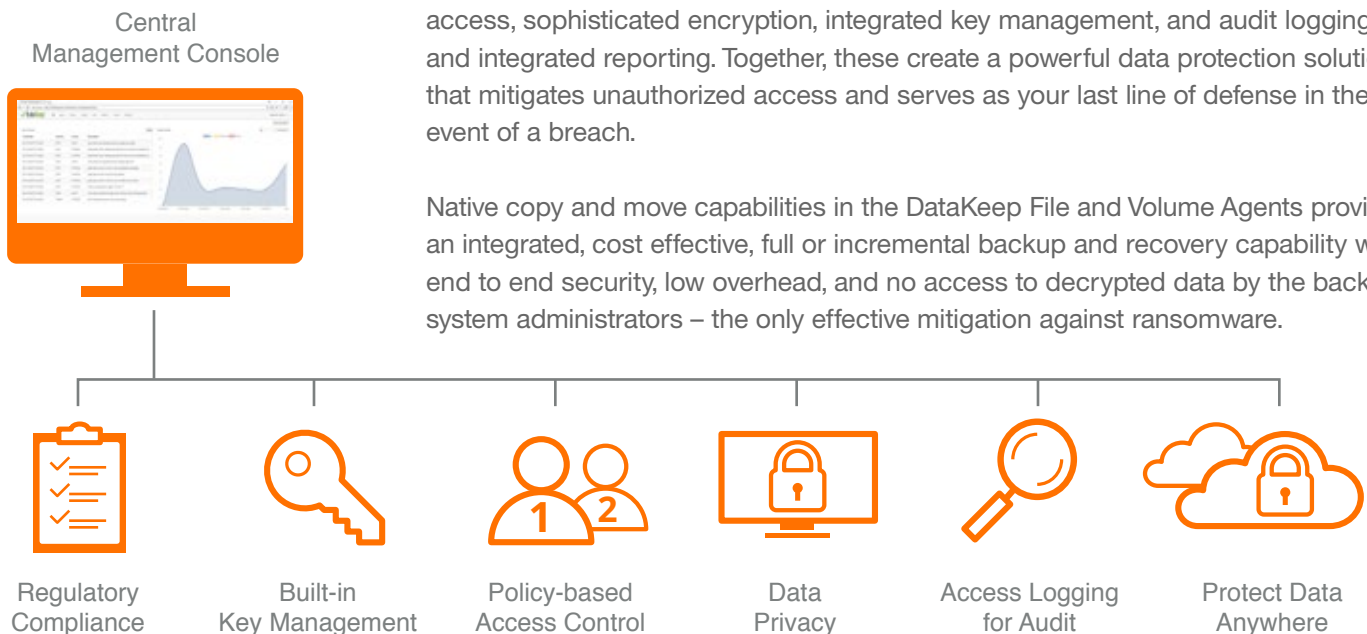 Central
Management Console
access, sophisticated encryption, integrated key management, and audit logging
and integrated reporting. Together, these create a powerful data protection
that mitigates unauthorized access and serves as your last line of defense in the
event of a breach.
Native copy and move capabilities in the DataKeep File and Volume Agents
an integrated, cost effective, full or incremental backup and recovery capability
end to end security, low overhead, and no access to decrypted data by the
system administrators – the only effective mitigation against ransomware.
1
2
Regulatory
Compliance
Built-in
Key Management
Policy-based
Access Control
Data
Privacy
Access Logging
for Audit
Protect Data
Anywhere